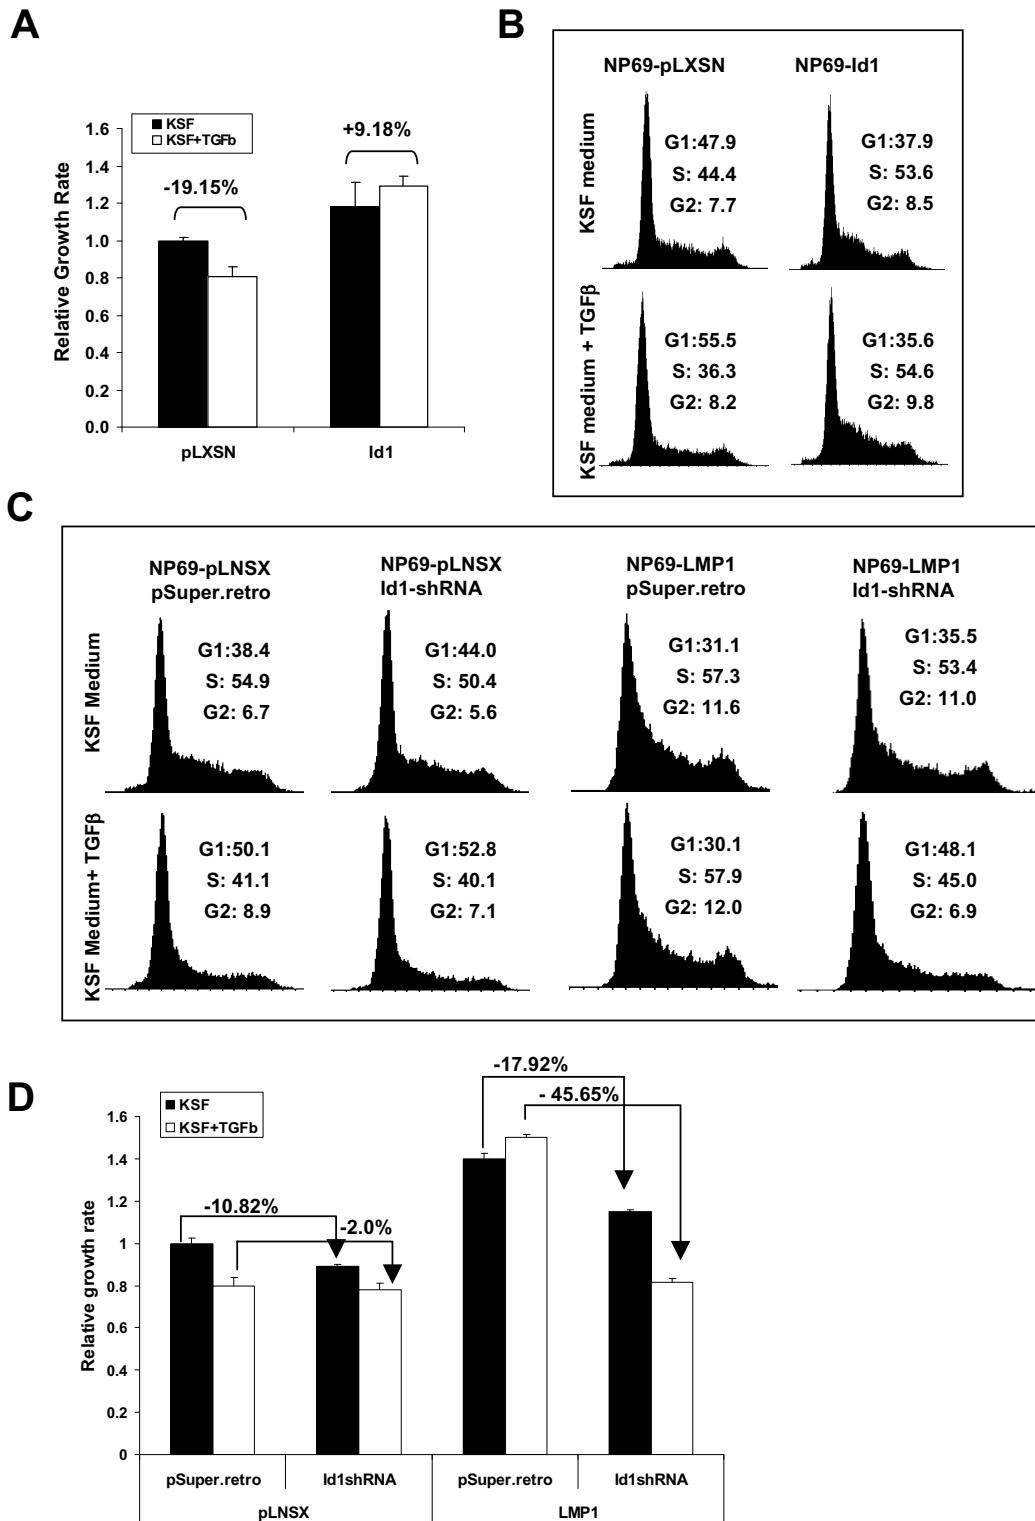 A
KSF
KSF+TGFb
-19.15%
+9.18%
Relative Growth Rate
1.6
1.4
1.2
1.0
0.8
0.6
0.4
0.2
0.0
pLXSN
Id1
B
NP69-pLXSN
NP69-Id1
KSF medium
G1:47.9
S: 44.4
G2: 7.7
G1:37.9
S: 53.6
G2: 8.5
KSF medium + TGFβ
G1:55.5
S: 36.3
G2: 8.2
G1:35.6
S: 54.6
G2: 9.8
C
NP69-pLNSX
pSuper.retro
NP69-pLNSX
Id1-shRNA
NP69-LMP1
pSuper.retro
NP69-LMP1
Id1-shRNA
KSF Medium
G1:38.4
S: 54.9
G2: 6.7
G1:44.0
S: 50.4
G2: 5.6
G1:31.1
S: 57.3
G2: 11.6
G1:35.5
S: 53.4
G2: 11.0
KSF Medium+ TGFβ
G1:50.1
S: 41.1
G2: 8.9
G1:52.8
S: 40.1
G2: 7.1
G1:30.1
S: 57.9
G2: 12.0
G1:48.1
S: 45.0
G2: 6.9
D
KSF
KSF+TGFb
-10.82%
-2.0%
-17.92%
- 45.65%
Relative growth rate
1.6
1.4
1.2
1
0.8
0.6
0.4
0.2
0
pSuper.retro
Id1shRNA
pSuper.retro
Id1shRNA
pLNSX
LMP1